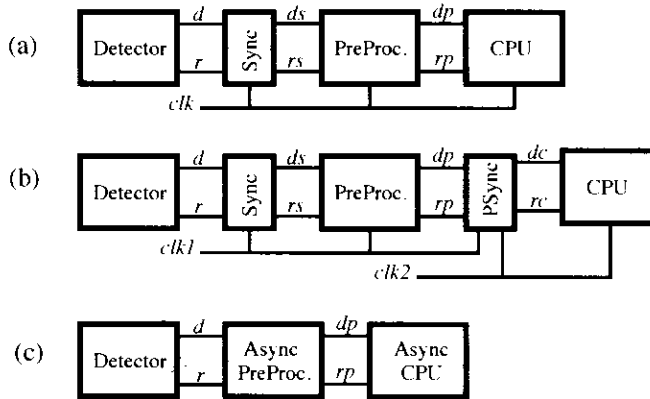 (a)
Detector
d
r
Sync
ds
rs
PreProc.
dp
rp
CPU
clk
(b)
Detector
d
r
Sync
ds
rs
PreProc.
dp
rp
PSync
dc
rc
CPU
clk1
clk2
(c)
Detector
d
r
Async
PreProc.
dp
rp
Async
CPU